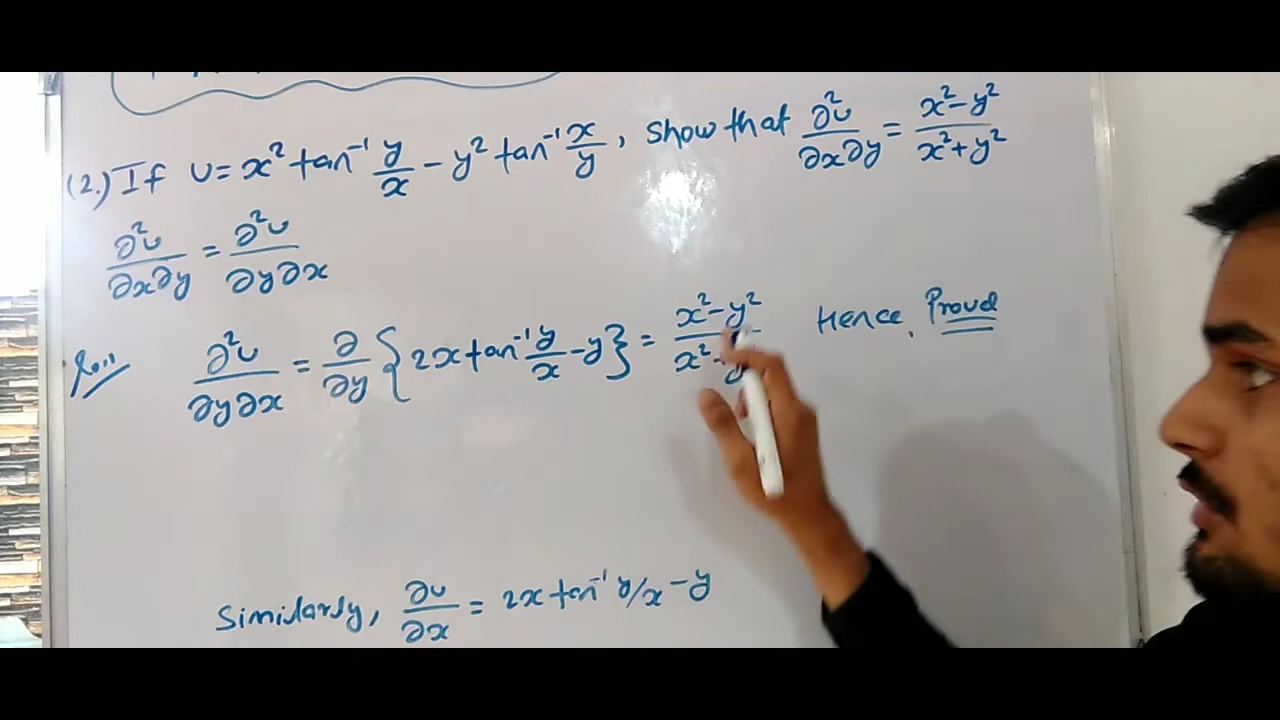 (2.) If u = x² tan⁻¹ y/x − y² tan⁻¹ x/y , show that ∂²u/∂x∂y = x²−y²/x²+y²
∂²u/∂x∂y = ∂²u/∂y∂x
∂²u/∂y∂x = ∂/∂y {2x tan⁻¹ y/x − y} = x²−y²/x²+y² Hence, Proved
Similarly, ∂u/∂x = 2x tan⁻¹ y/x − y